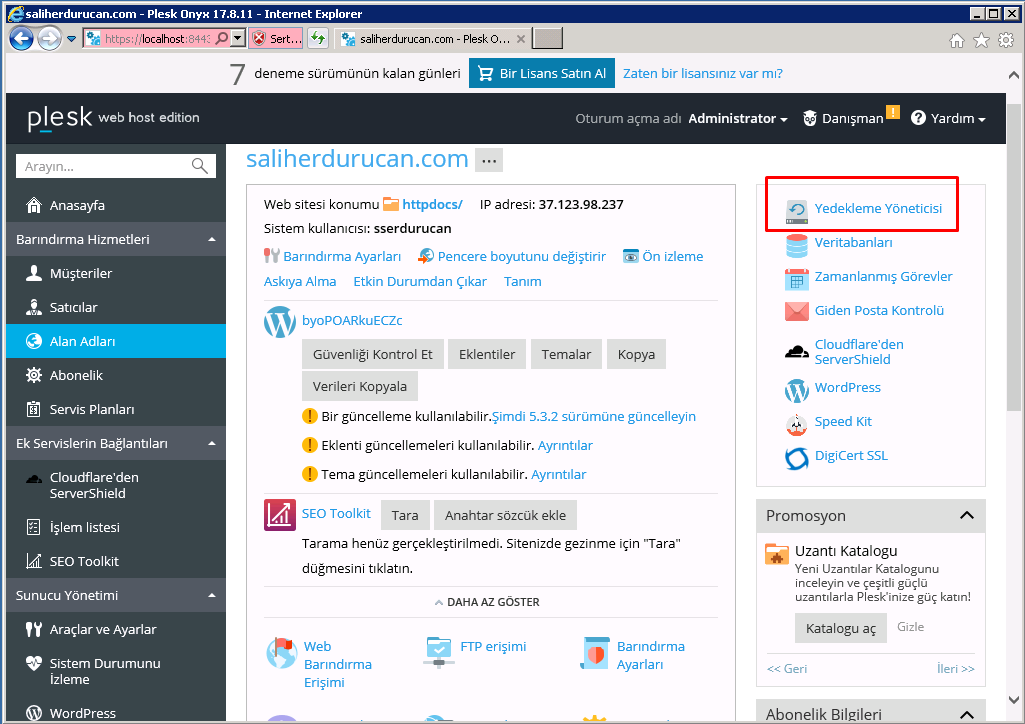 saliherdurucan.com - Plesk Onyx 17.8.11 - Internet Explorer
https://localhost:8443
Sert...
saliherdurucan.com - Plesk O...
7 deneme sürümünün kalan günleri
Bir Lisans Satın Al
Zaten bir lisansınız var mı?
plesk web host edition
Oturum açma adı Administrator
Danışman
Yardım
Arayın...
Anasayfa
Barındırma Hizmetleri
Müşteriler
Satıcılar
Alan Adları
Abonelik
Servis Planları
Ek Servislerin Bağlantıları
Cloudflare'den
ServerShield
İşlem listesi
SEO Toolkit
Sunucu Yönetimi
Araçlar ve Ayarlar
Sistem Durumunu
İzleme
WordPress
saliherdurucan.com ...
Web sitesi konumu httpdocs/ IP adresi: 37.123.98.237
Sistem kullanıcısı: sserdurucan
Barındırma Ayarları Pencere boyutunu değiştirir Ön izleme
Askıya Alma Etkin Durumdan Çıkar Tanım
byoPOARkuECZc
Güvenliği Kontrol Et Eklentiler Temalar Kopya
Verileri Kopyala
Bir güncelleme kullanılabilir.Şimdi 5.3.2 sürümüne güncelleyin
Eklenti güncellemeleri kullanılabilir. Ayrıntılar
Tema güncellemeleri kullanılabilir. Ayrıntılar
SEO Toolkit Tara Anahtar sözcük ekle
Tarama henüz gerçekleştirilmedi. Sitenizde gezinme için "Tara"
düğmesini tıklatın.
DAHA AZ GÖSTER
Web
Barındırma
Erişimi
FTP erişimi
Barındırma
Ayarları
Yedekleme Yöneticisi
Veritabanları
Zamanlanmış Görevler
Giden Posta Kontrolü
Cloudflare'den
ServerShield
WordPress
Speed Kit
DigiCert SSL
Promosyon
Uzantı Katalogu
Yeni Uzantılar Katalogunu
inceleyin ve çeşitli güçlü
uzantılarla Plesk'inize güç katın!
Katalogu aç Gizle
<< Geri İleri >>
Abonelik Bilgileri